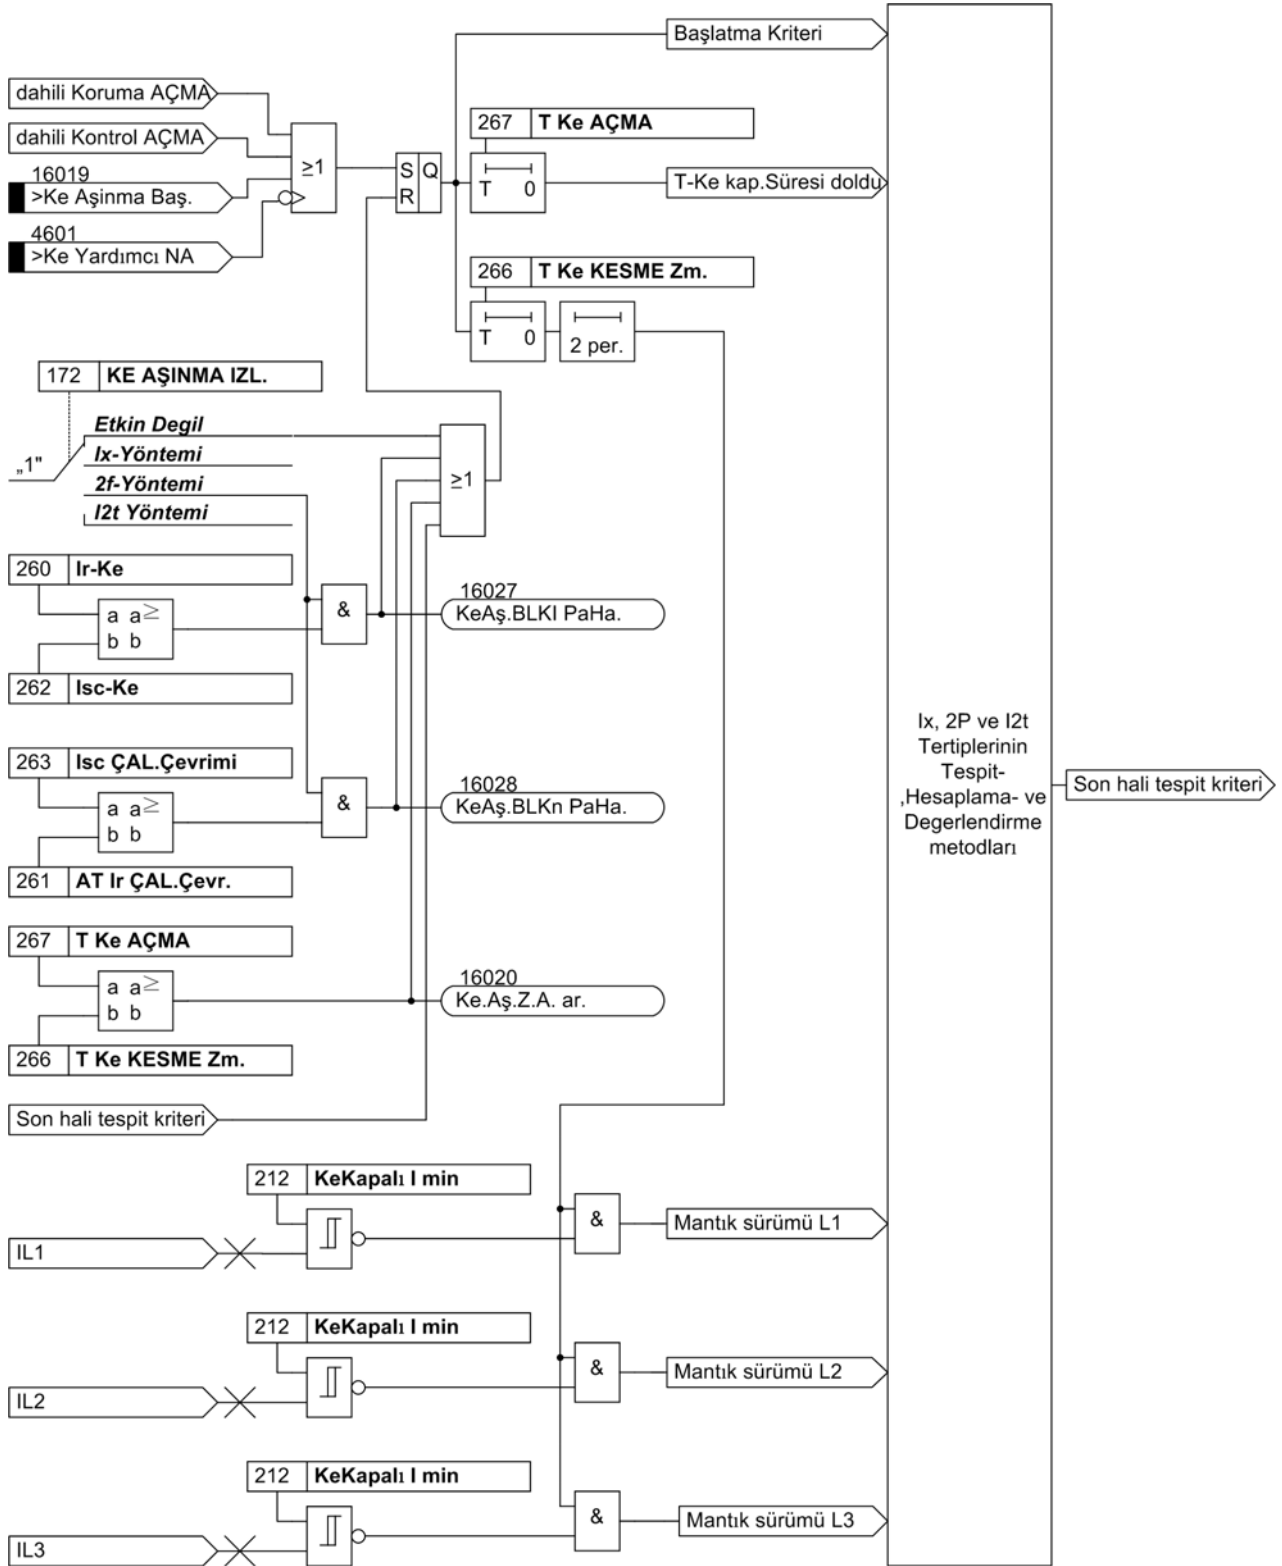 Başlatma Kriteri
dahili Koruma AÇMA
267 T Ke AÇMA
dahili Kontrol AÇMA
≥1
S Q
R
T 0
T-Ke kap.Süresi doldu
16019
>Ke Aşinma Baş.
4601
>Ke Yardımcı NA
266 T Ke KESME Zm.
T 0
2 per.
172 KE AŞINMA IZL.
Etkin Degil
„1"
Ix-Yöntemi
2f-Yöntemi
I2t Yöntemi
≥1
260 Ir-Ke
a a≥
b b
&
16027
KeAş.BLKI PaHa.
262 Isc-Ke
Ix, 2P ve I2t
Tertiplerinin
Tespit-
,Hesaplama- ve
Degerlendirme
metodları
Son hali tespit kriteri
263 Isc ÇAL.Çevrimi
a a≥
b b
&
16028
KeAş.BLKn PaHa.
261 AT Ir ÇAL.Çevr.
267 T Ke AÇMA
a a≥
b b
16020
Ke.Aş.Z.A. ar.
266 T Ke KESME Zm.
Son hali tespit kriteri
212 KeKapalı I min
IL1
&
Mantık sürümü L1
212 KeKapalı I min
IL2
&
Mantık sürümü L2
212 KeKapalı I min
IL3
&
Mantık sürümü L3